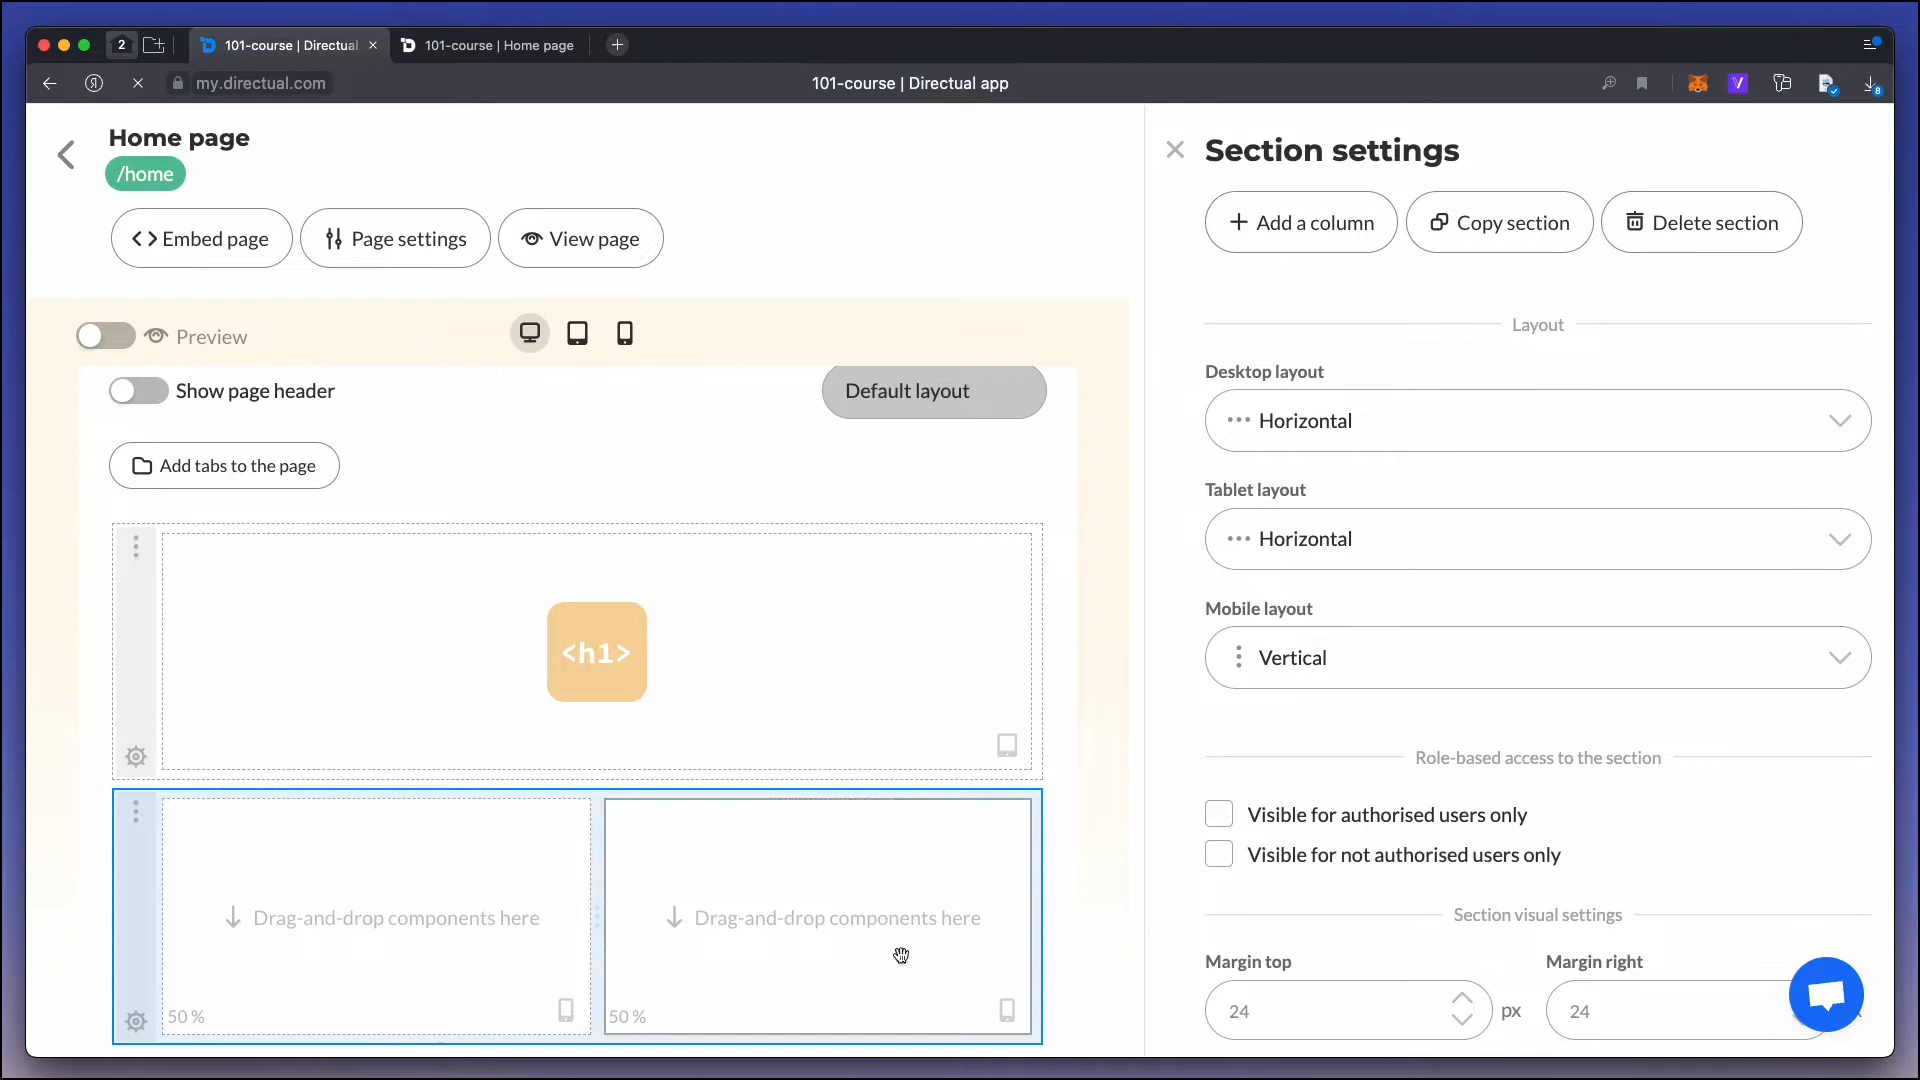 2
101-course | Directual
101-course | Home page
my.directual.com
101-course | Directual app
V
8
Home page
/home
Embed page
Page settings
View page
Preview
Show page header
Default layout
Add tabs to the page
<h1>
Drag-and-drop components here
50 %
Drag-and-drop components here
50 %
Section settings
Add a column
Copy section
Delete section
Layout
Desktop layout
Horizontal
Tablet layout
Horizontal
Mobile layout
Vertical
Role-based access to the section
Visible for authorised users only
Visible for not authorised users only
Section visual settings
Margin top
Margin right
24
px
24